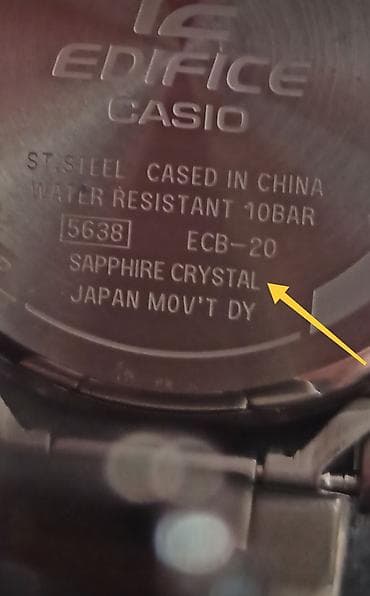 EDIFICE
CASIO
ST.STEEL CASED IN CHINA
WATER RESISTANT 10BAR
5638 ECB-20
SAPPHIRE CRYSTAL
JAPAN MOV'T DY